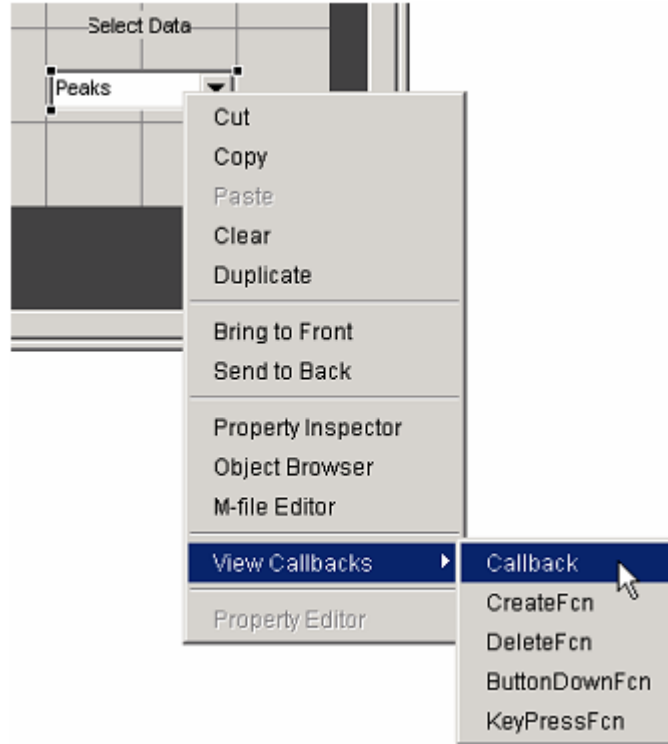 Select Data
Peaks
Cut
Copy
Paste
Clear
Duplicate
Bring to Front
Send to Back
Property Inspector
Object Browser
M-file Editor
View Callbacks
Callback
CreateFcn
Property Editor
DeleteFcn
ButtonDownFcn
KeyPressFcn